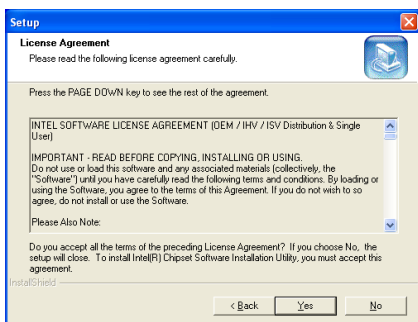 Setup
License Agreement
Please read the following license agreement carefully.
Press the PAGE DOWN key to see the rest of the agreement.
INTEL SOFTWARE LICENSE AGREEMENT (OEM / IHV / ISV Distribution & Single
User)
IMPORTANT - READ BEFORE COPYING, INSTALLING OR USING.
Do not use or load this software and any associated materials (collectively, the
"Software") until you have carefully read the following terms and conditions. By loading or
using the Software, you agree to the terms of this Agreement. If you do not wish to so
agree, do not install or use the Software.
Please Also Note:
Do you accept all the terms of the preceding License Agreement? If you choose No, the
setup will close. To install Intel(R) Chipset Software Installation Utility, you must accept this
agreement.
InstallShield
< Back Yes No